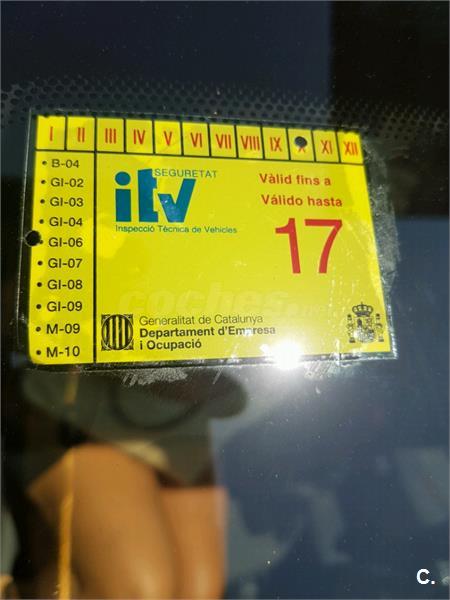 I II III IV V VI VII VIII IX X XI XII
• B-04
• GI-02
• GI-03
• GI-04
• GI-06
• GI-07
• GI-08
• GI-09
• M-09
• M-10
SEGURETAT
itv
Inspecció Tècnica de Vehicles
Vàlid fins a
Válido hasta
17
coches.net
Generalitat de Catalunya
Departament d'Empresa
i Ocupació
C.